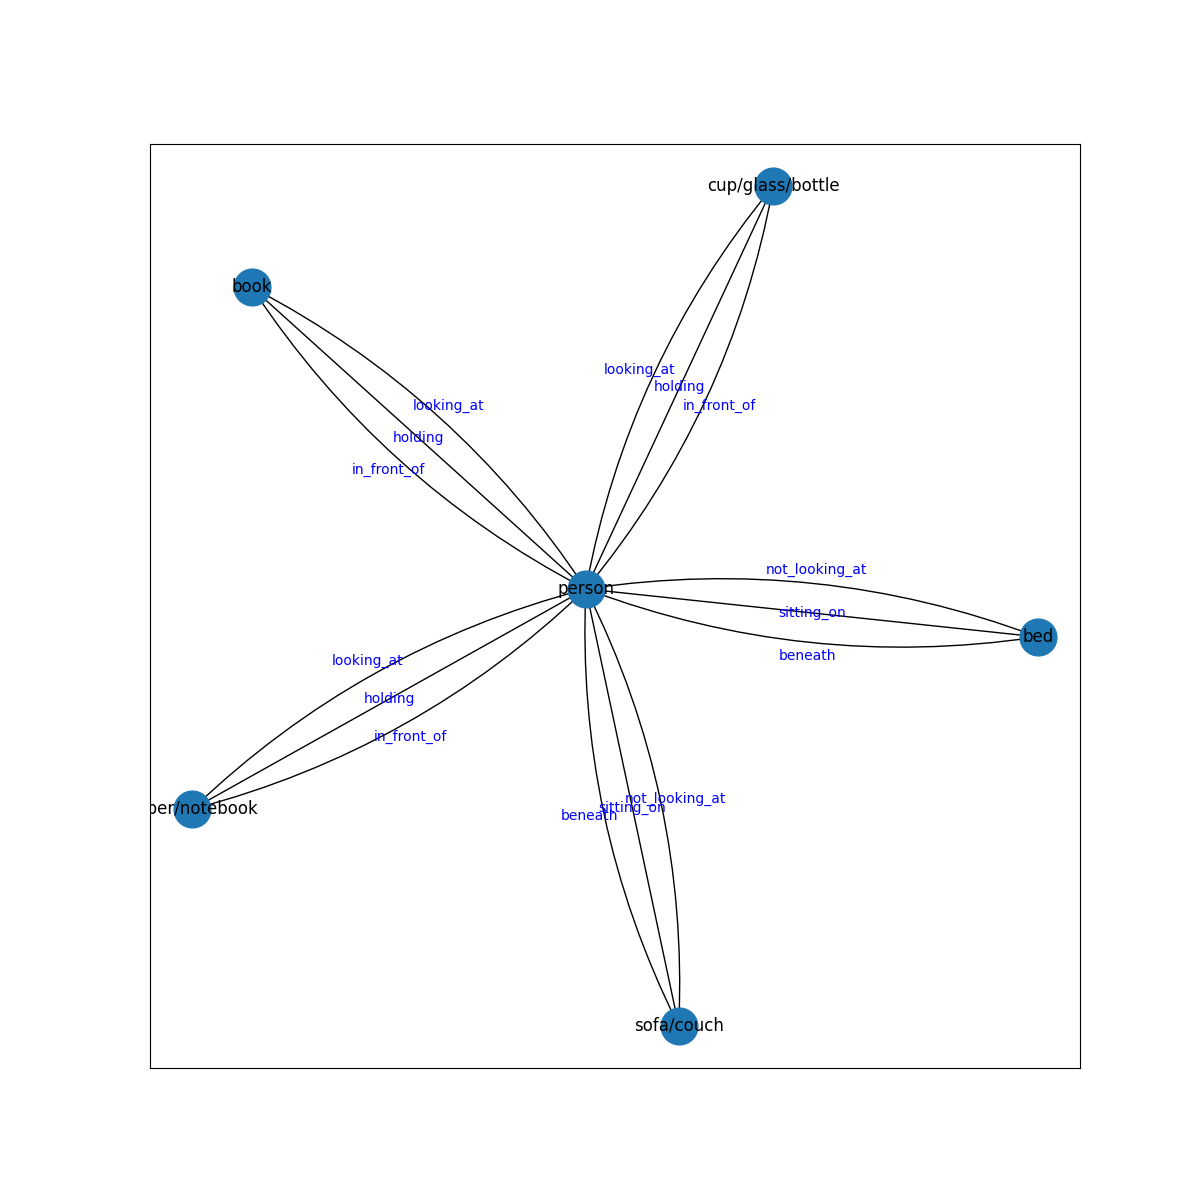 cup/glass/bottle
book
looking_at
holding
in_front_of
looking_at
holding
in_front_of
not_looking_at
person
sitting_on
bed
beneath
looking_at
holding
in_front_of
per/notebook
not_looking_at
sitting_on
beneath
sofa/couch